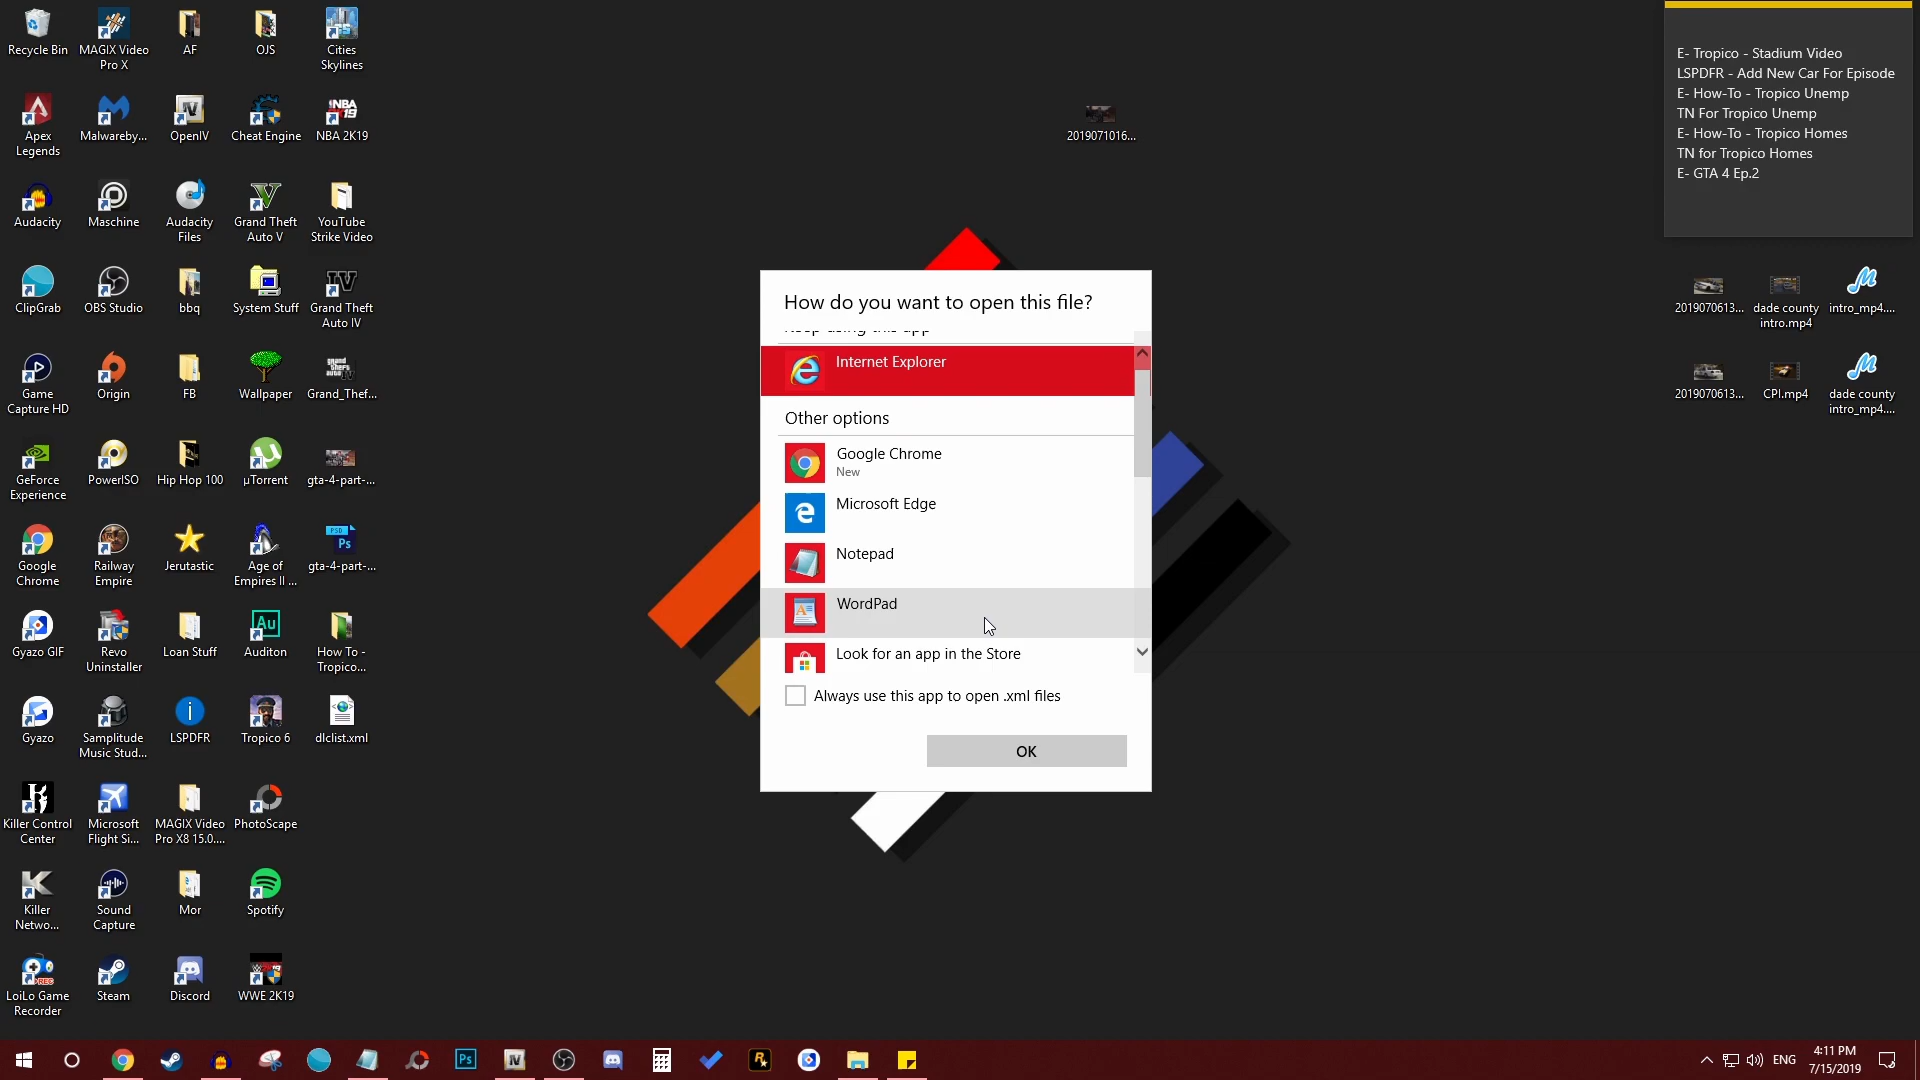 Recycle Bin
MAGIX Video
Pro X
AF
OJS
Cities
Skylines
Apex
Legends
Malwareby...
OpenIV
Cheat Engine
NBA 2K19
Audacity
Maschine
Audacity
Files
Grand Theft
Auto V
YouTube
Strike Video
ClipGrab
OBS Studio
bbq
System Stuff
Grand Theft
Auto IV
Game
Capture HD
Origin
FB
Wallpaper
Grand_Thef...
GeForce
Experience
PowerISO
Hip Hop 100
µTorrent
gta-4-part-...
Google
Chrome
Railway
Empire
Jerutastic
Age of
Empires II ...
gta-4-part-...
Gyazo GIF
Revo
Uninstaller
Loan Stuff
Auditon
How To -
Tropico...
Gyazo
Samplitude
Music Stud...
LSPDFR
Tropico 6
dlclist.xml
Killer Control
Center
Microsoft
Flight Si...
MAGIX Video
Pro X8 15.0....
PhotoScape
Killer
Netwo...
Sound
Capture
Mor
Spotify
LoiLo Game
Recorder
Steam
Discord
WWE 2K19
2019071016...
How do you want to open this file?
Keep using this app
Internet Explorer
Other options
Google Chrome
New
Microsoft Edge
Notepad
WordPad
Look for an app in the Store
Always use this app to open .xml files
OK
E- Tropico - Stadium Video
LSPDFR - Add New Car For Episode
E- How-To - Tropico Unemp
TN For Tropico Unemp
E- How-To - Tropico Homes
TN for Tropico Homes
E- GTA 4 Ep.2
2019070613...
dade county
intro.mp4
intro_mp4....
2019070613...
CPI.mp4
dade county
intro_mp4....
ENG
4:11 PM
7/15/2019